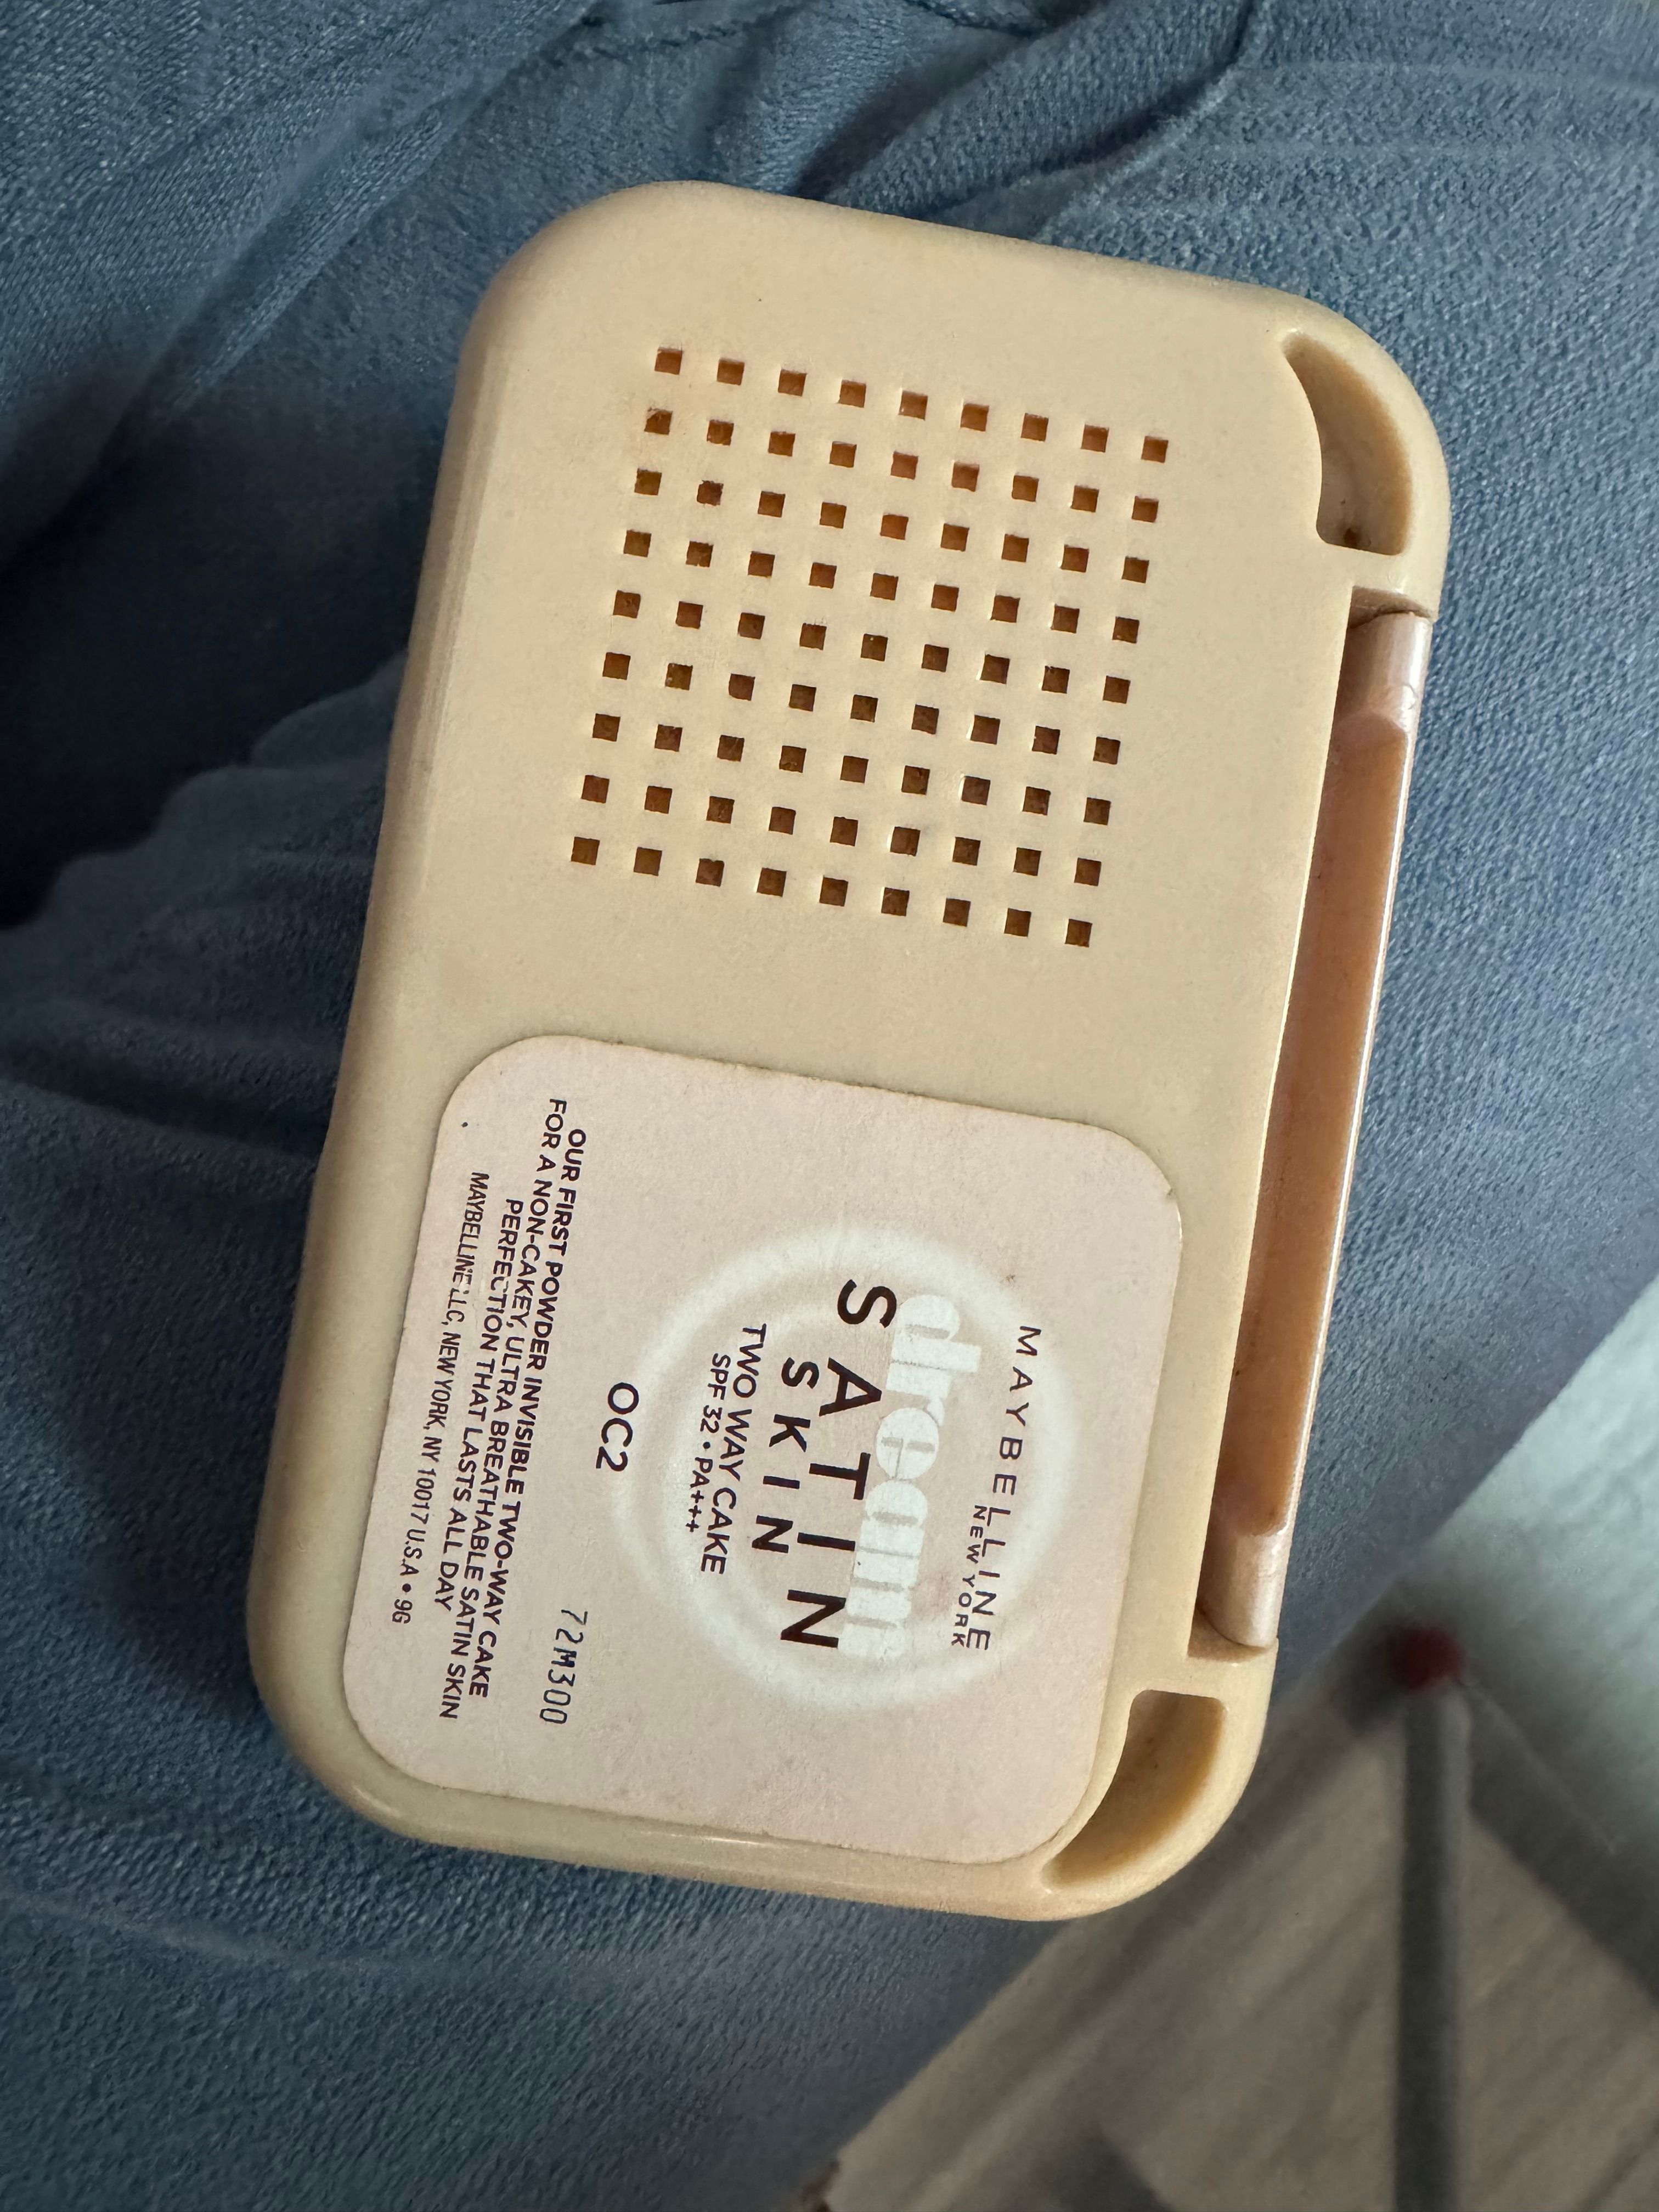 MAYBELLINE
NEW YORK
dream
SATIN
SKIN
TWO WAY CAKE
SPF 32 • PA+++
OC2
72M300
OUR FIRST POWDER INVISIBLE TWO-WAY CAKE
FOR A NON-CAKEY, ULTRA BREATHABLE SATIN SKIN
PERFECTION THAT LASTS ALL DAY
MAYBELLINE LLC, NEW YORK, NY 10017 U.S.A • 9G